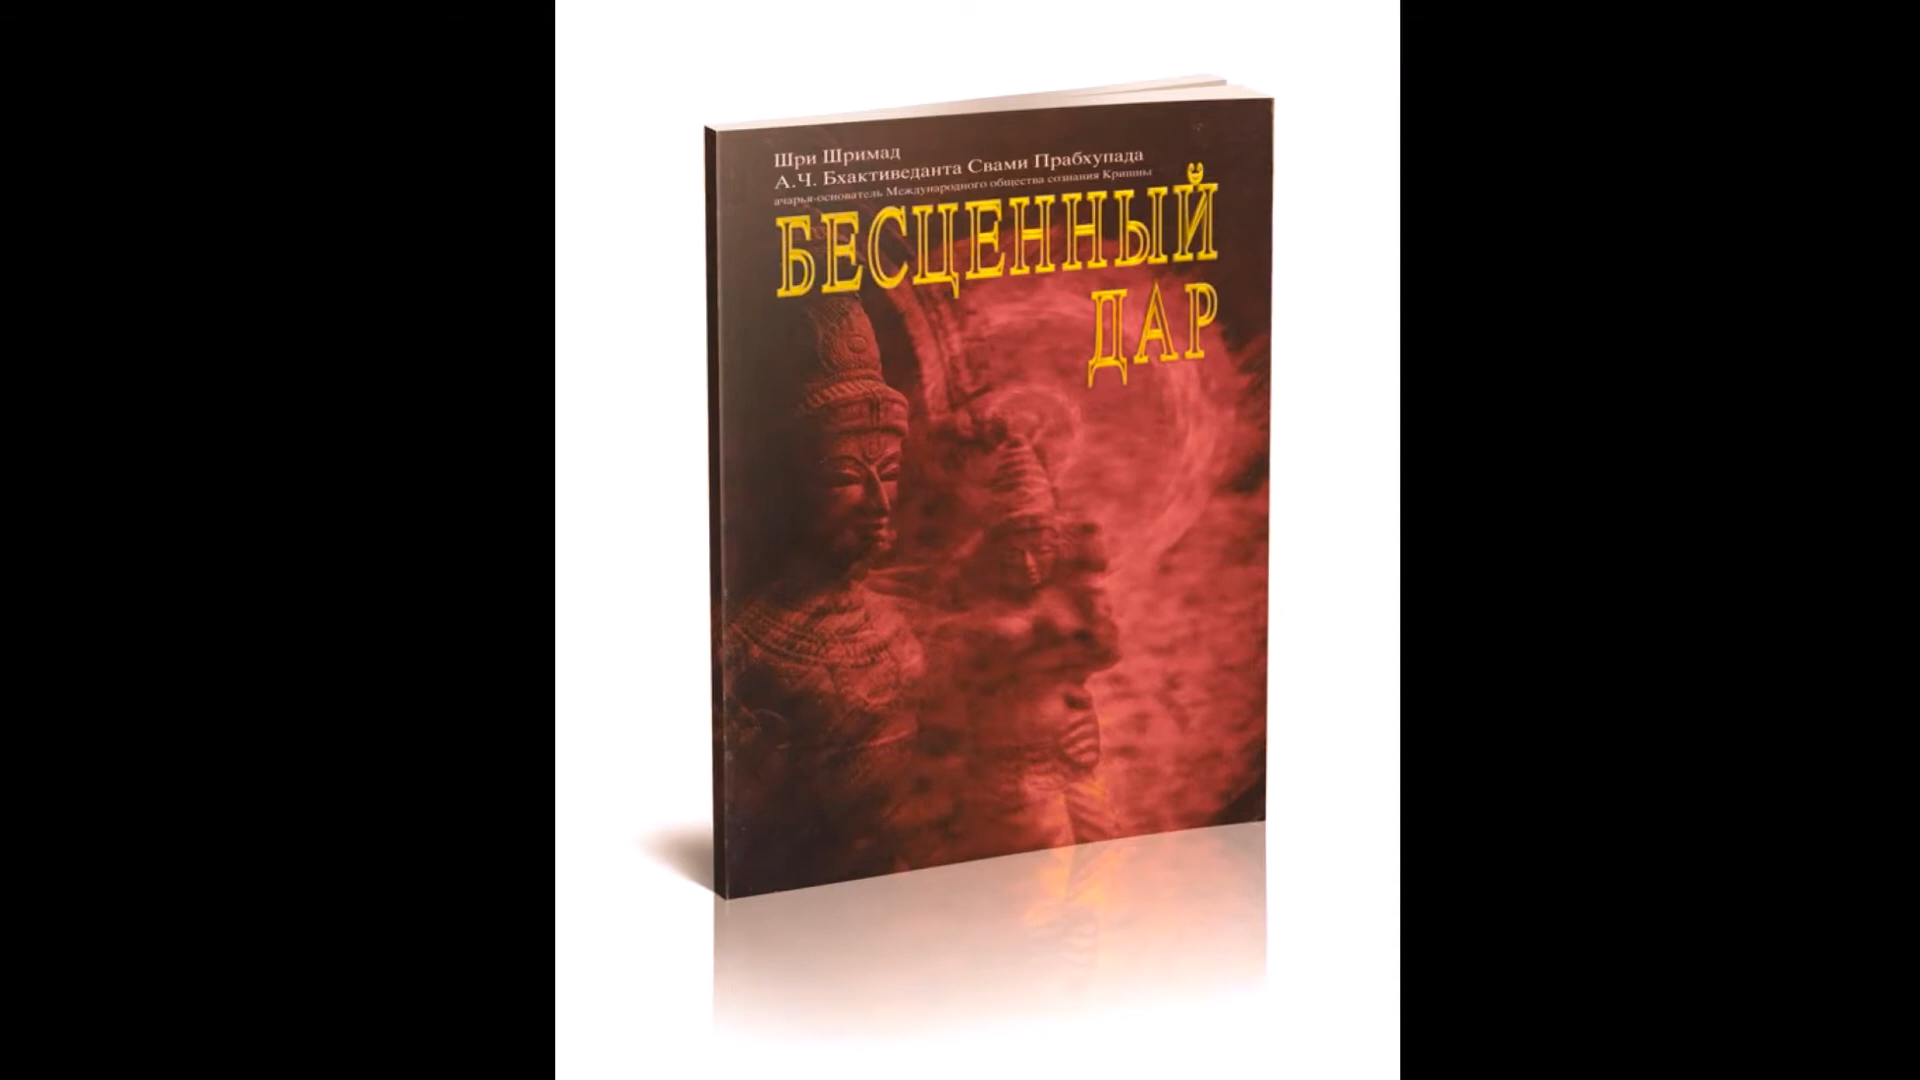 Шри Шримад
А.Ч. Бхактиведанта Свами Прабхупада
ачарья-основатель Международного общества сознания Кришны
БЕСЦЕННЫЙ
ДАР